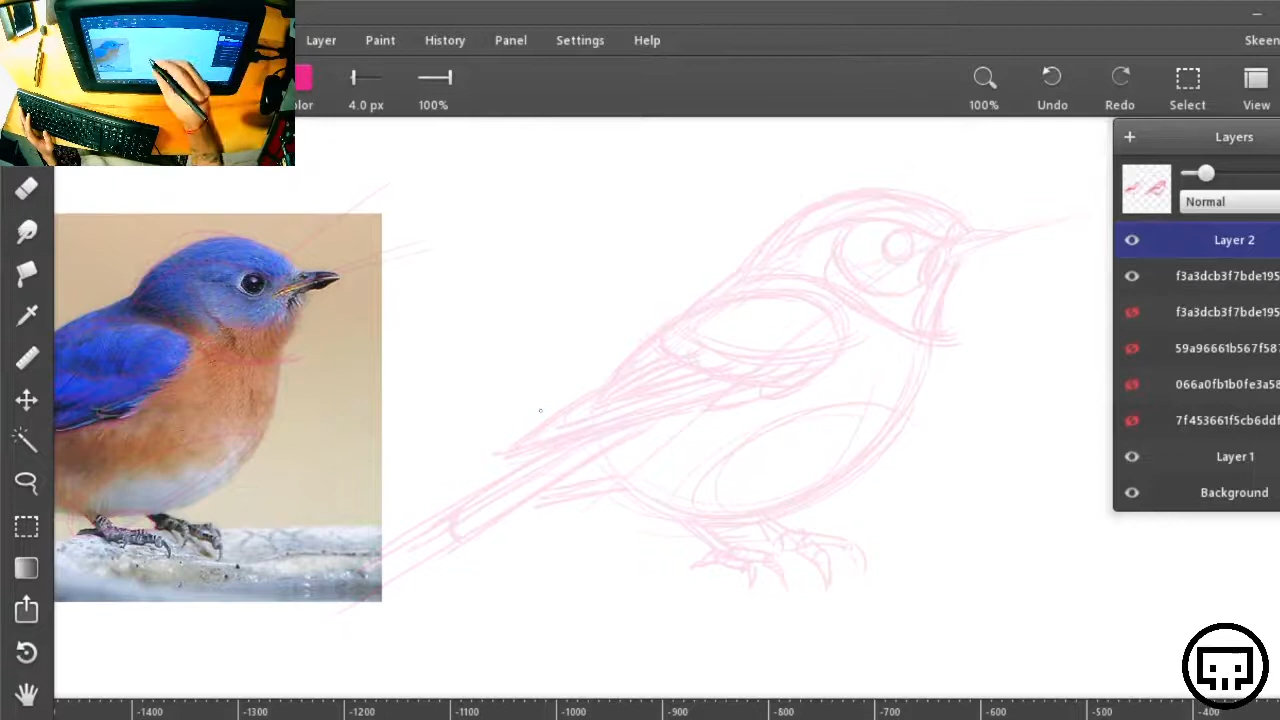 Layer Paint History Panel Settings Help Skeen
olor 4.0 px 100% 100% Undo Redo Select View
Layers
Normal
Layer 2
f3a3dcb3f7bde195
f3a3dcb3f7bde195
59a96661b567f587
066a0fb1b0fe3a58
7f453661f5cb6ddf
Layer 1
Background
-1400 -1300 -1200 -1100 -1000 -900 -800 -700 -600 -500 -400